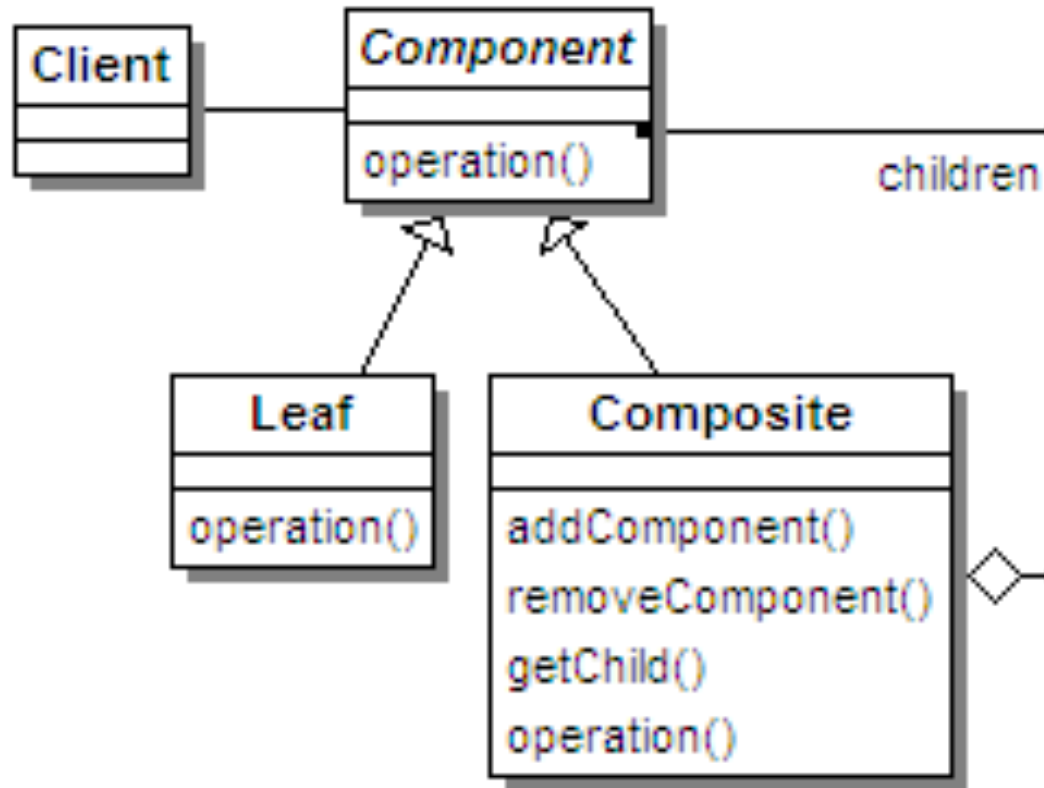 Client
Component
operation()
children
Leaf
operation()
Composite
addComponent()
removeComponent()
getChild()
operation()